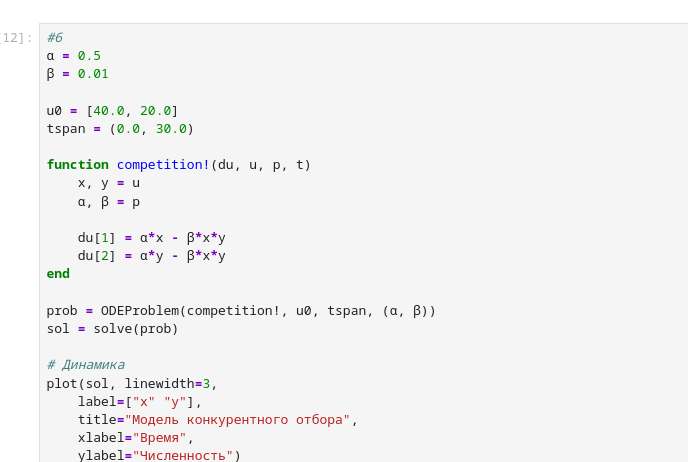 [12]:
#6
α = 0.5
β = 0.01
u0 = [40.0, 20.0]
tspan = (0.0, 30.0)
function competition!(du, u, p, t)
    x, y = u
    α, β = p
    du[1] = α*x - β*x*y
    du[2] = α*y - β*x*y
end
prob = ODEProblem(competition!, u0, tspan, (α, β))
sol = solve(prob)
# Динамика
plot(sol, linewidth=3,
    label=["x" "y"],
    title="Модель конкурентного отбора",
    xlabel="Время",
    ylabel="Численность")